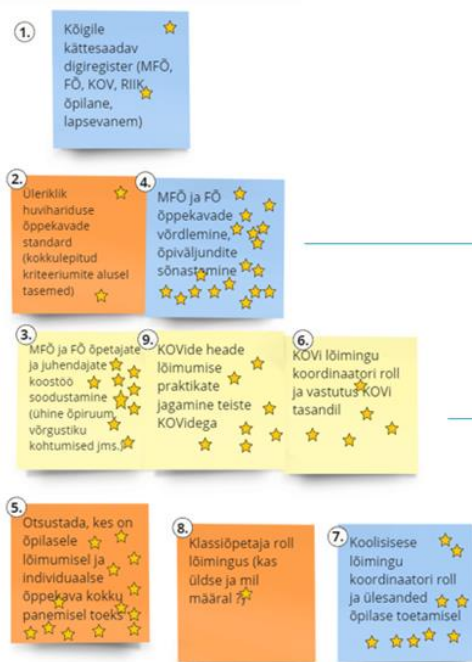 1.
Kõigile
kättesaadav
digiregister (MFÕ,
FÕ, KOV, RIIK,
õpilane,
lapsevanem)
2.
Üleriklik
huvihariduse
õppekavade
standard
(kokkulepitud
kriteeriumite alusel
tasemed)
4.
MFÕ ja FÕ
õppekavade
võrdlemine,
õpiväljundite
sõnastamine
3.
MFÕ ja FÕ õpetajate
ja juhendajate
koostöö
soodustamine
(ühine õpiruum,
võrgustiku
kohtumised jms.)
9.
KOVide heade
lõimumise
praktikate
jagamine teiste
KOVidega
6.
KOVi lõimingu
koordinaatori roll
ja vastutus KOVi
tasandil
5.
Otsustada, kes on
õpilasele
lõimumisel ja
individuaalse
õppekava kokku
panemisel toeks
8.
Klassiõpetaja roll
lõimingus (kas
üldse ja mil
määral ?)
7.
Koolisisese
lõimingu
koordinaatori roll
ja ülesanded
õpilase toetamisel